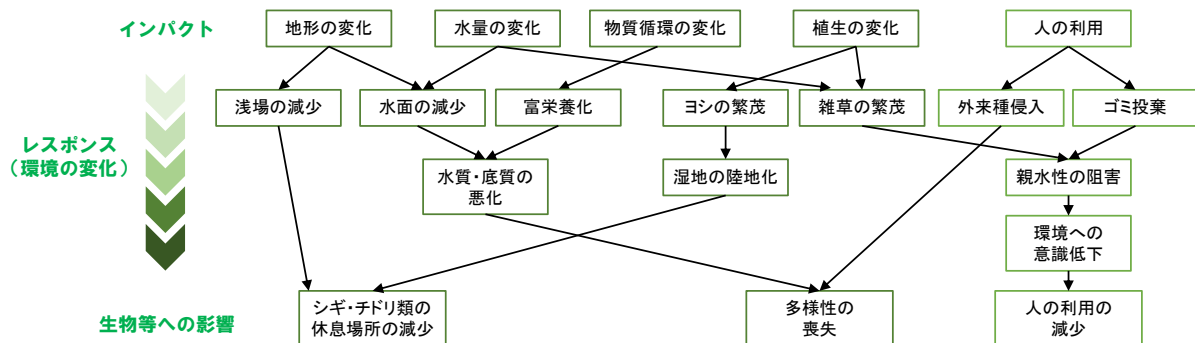 インパクト
地形の変化
水量の変化
物質循環の変化
植生の変化
人の利用
浅場の減少
水面の減少
富栄養化
ヨシの繁茂
雑草の繁茂
外来種侵入
ゴミ投棄
レスポンス
（環境の変化）
水質・底質の
悪化
湿地の陸地化
親水性の阻害
環境への
意識低下
生物等への影響
シギ・チドリ類の
休息場所の減少
多様性の
喪失
人の利用の
減少